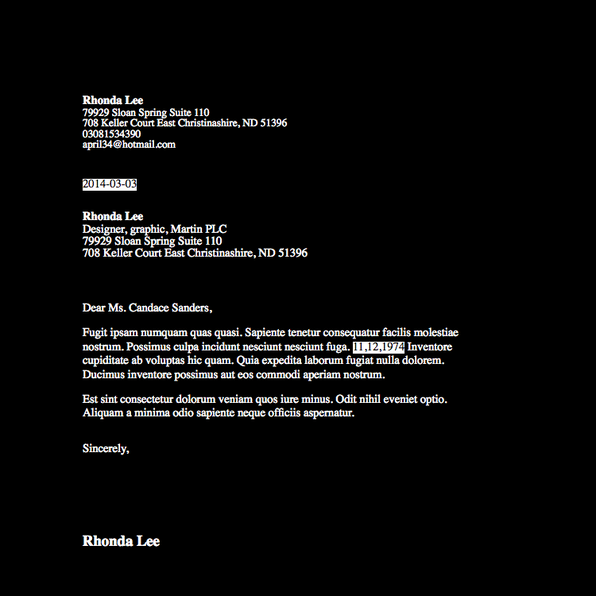 Rhonda Lee
79929 Sloan Spring Suite 110
708 Keller Court East Christinashire, ND 51396
03081534390
april34@hotmail.com
2014-03-03
Rhonda Lee
Designer, graphic, Martin PLC
79929 Sloan Spring Suite 110
708 Keller Court East Christinashire, ND 51396
Dear Ms. Candace Sanders,
Fugit ipsam numquam quas quasi. Sapiente tenetur consequatur facilis molestiae
nostrum. Possimus culpa incidunt nesciunt nesciunt fuga. 11,12,1974 Inventore
cupiditate ab voluptas hic quam. Quia expedita laborum fugiat nulla dolorem.
Ducimus inventore possimus aut eos commodi aperiam nostrum.
Est sint consectetur dolorum veniam quos iure minus. Odit nihil eveniet optio.
Aliquam a minima odio sapiente neque officiis aspernatur.
Sincerely,
Rhonda Lee